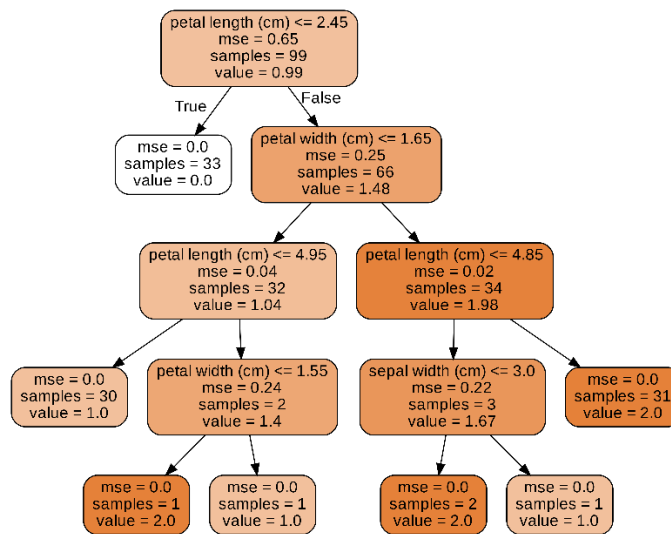 petal length (cm) <= 2.45
mse = 0.65
samples = 99
value = 0.99
True
False
mse = 0.0
samples = 33
value = 0.0
petal width (cm) <= 1.65
mse = 0.25
samples = 66
value = 1.48
petal length (cm) <= 4.95
mse = 0.04
samples = 32
value = 1.04
petal length (cm) <= 4.85
mse = 0.02
samples = 34
value = 1.98
mse = 0.0
samples = 30
value = 1.0
petal width (cm) <= 1.55
mse = 0.24
samples = 2
value = 1.4
sepal width (cm) <= 3.0
mse = 0.22
samples = 3
value = 1.67
mse = 0.0
samples = 31
value = 2.0
mse = 0.0
samples = 1
value = 2.0
mse = 0.0
samples = 1
value = 1.0
mse = 0.0
samples = 2
value = 2.0
mse = 0.0
samples = 1
value = 1.0